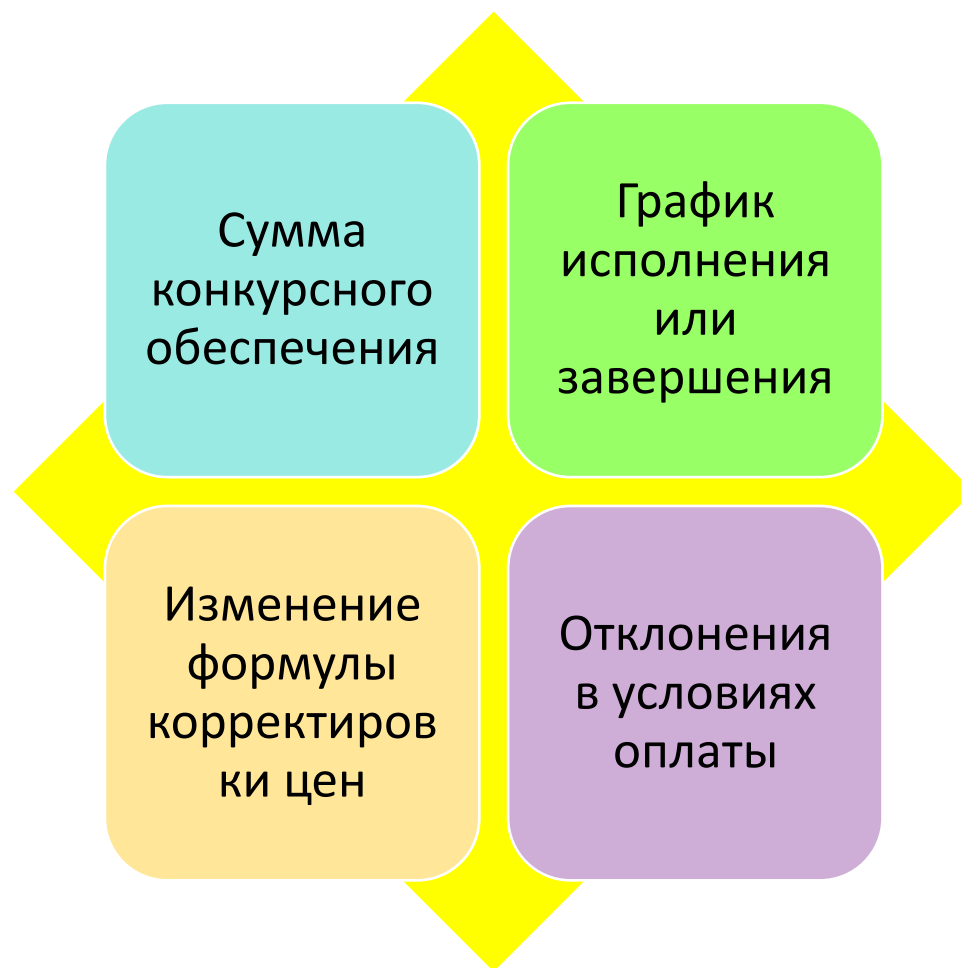 Сумма
конкурсного
обеспечения
График
исполнения
или
завершения
Изменение
формулы
корректиров
ки цен
Отклонения
в условиях
оплаты